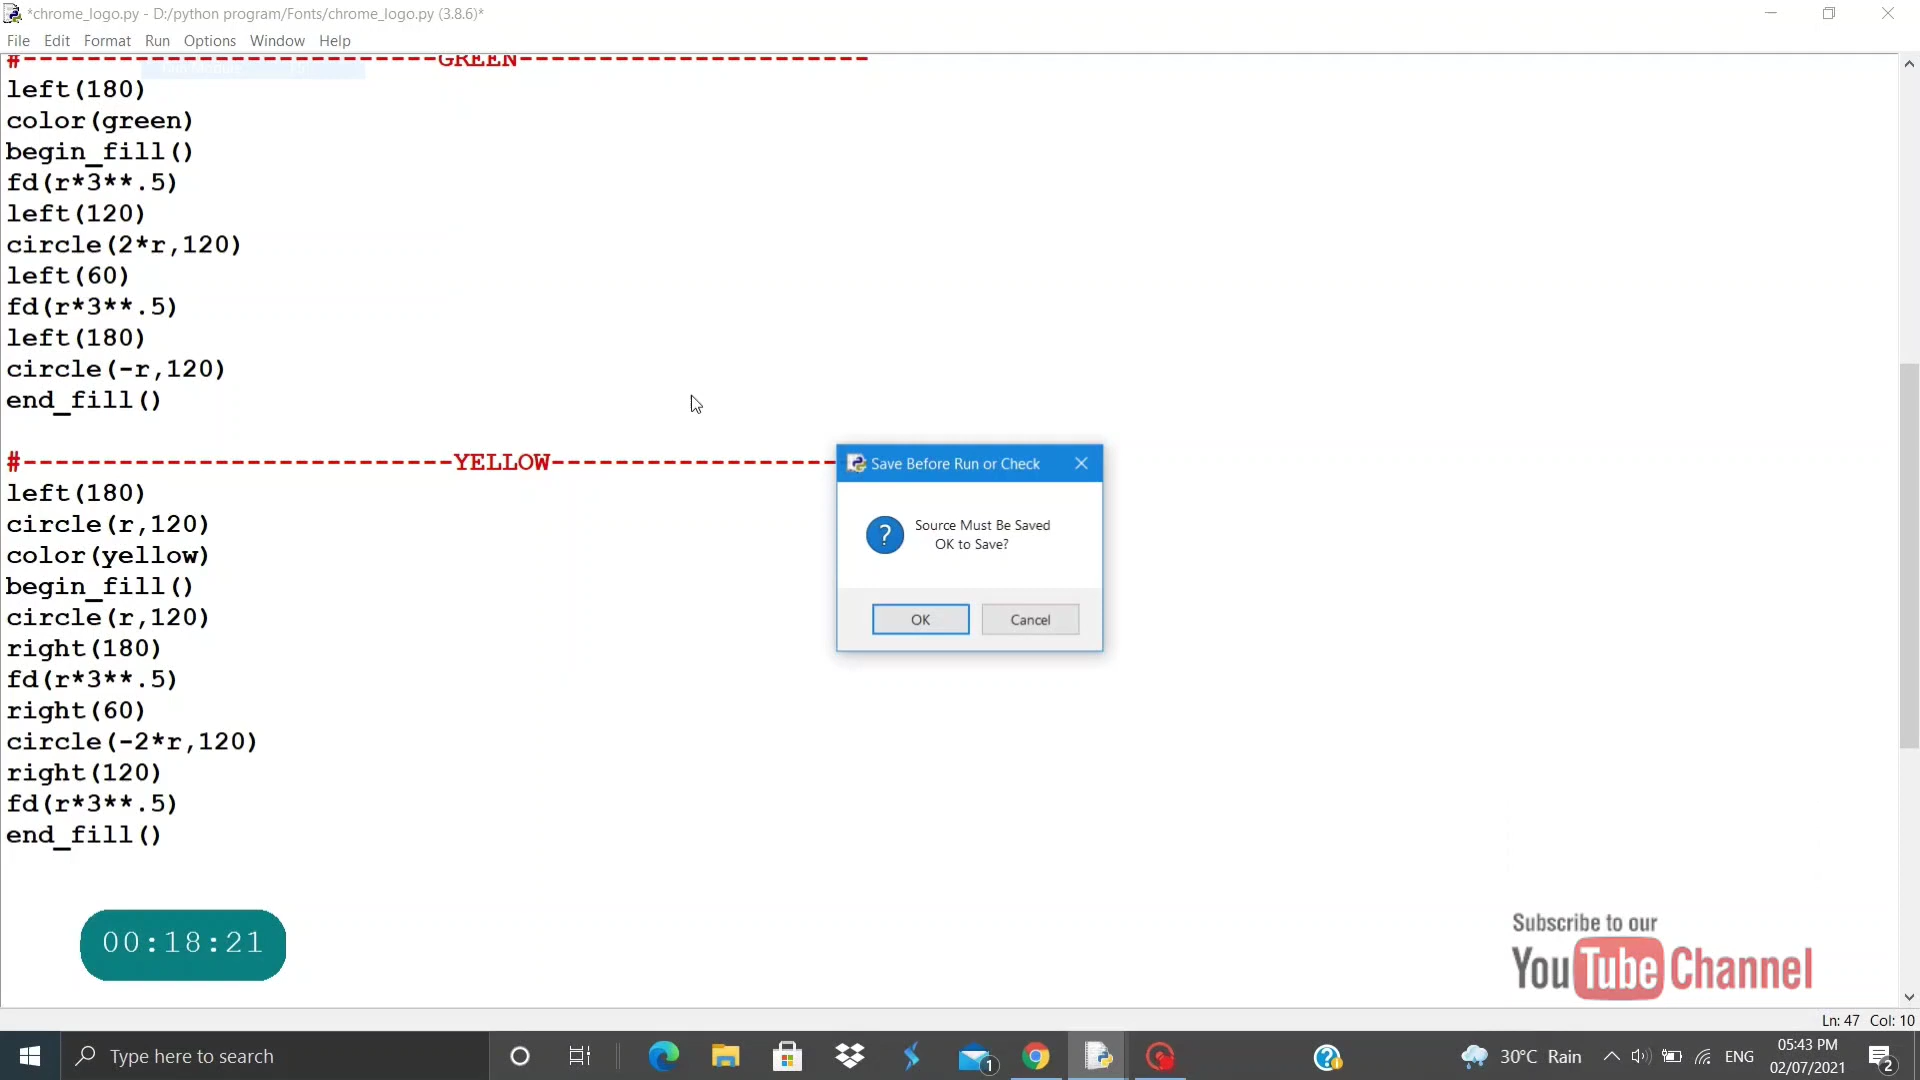 *chrome_logo.py - D:/python program/Fonts/chrome_logo.py (3.8.6)*
File Edit Format Run Options Window Help
#--------------------------GREEN----------------------
left(180)
color(green)
begin_fill()
fd(r*3**.5)
left(120)
circle(2*r,120)
left(60)
fd(r*3**.5)
left(180)
circle(-r,120)
end_fill()
#---------------------------YELLOW------------------
left(180)
circle(r,120)
color(yellow)
begin_fill()
circle(r,120)
right(180)
fd(r*3**.5)
right(60)
circle(-2*r,120)
right(120)
fd(r*3**.5)
end_fill()
Save Before Run or Check
Source Must Be Saved
OK to Save?
OK Cancel
00:18:21
Subscribe to our
YouTube Channel
Ln: 47 Col: 10
Type here to search
1
30°C Rain
ENG
05:43 PM
02/07/2021
2